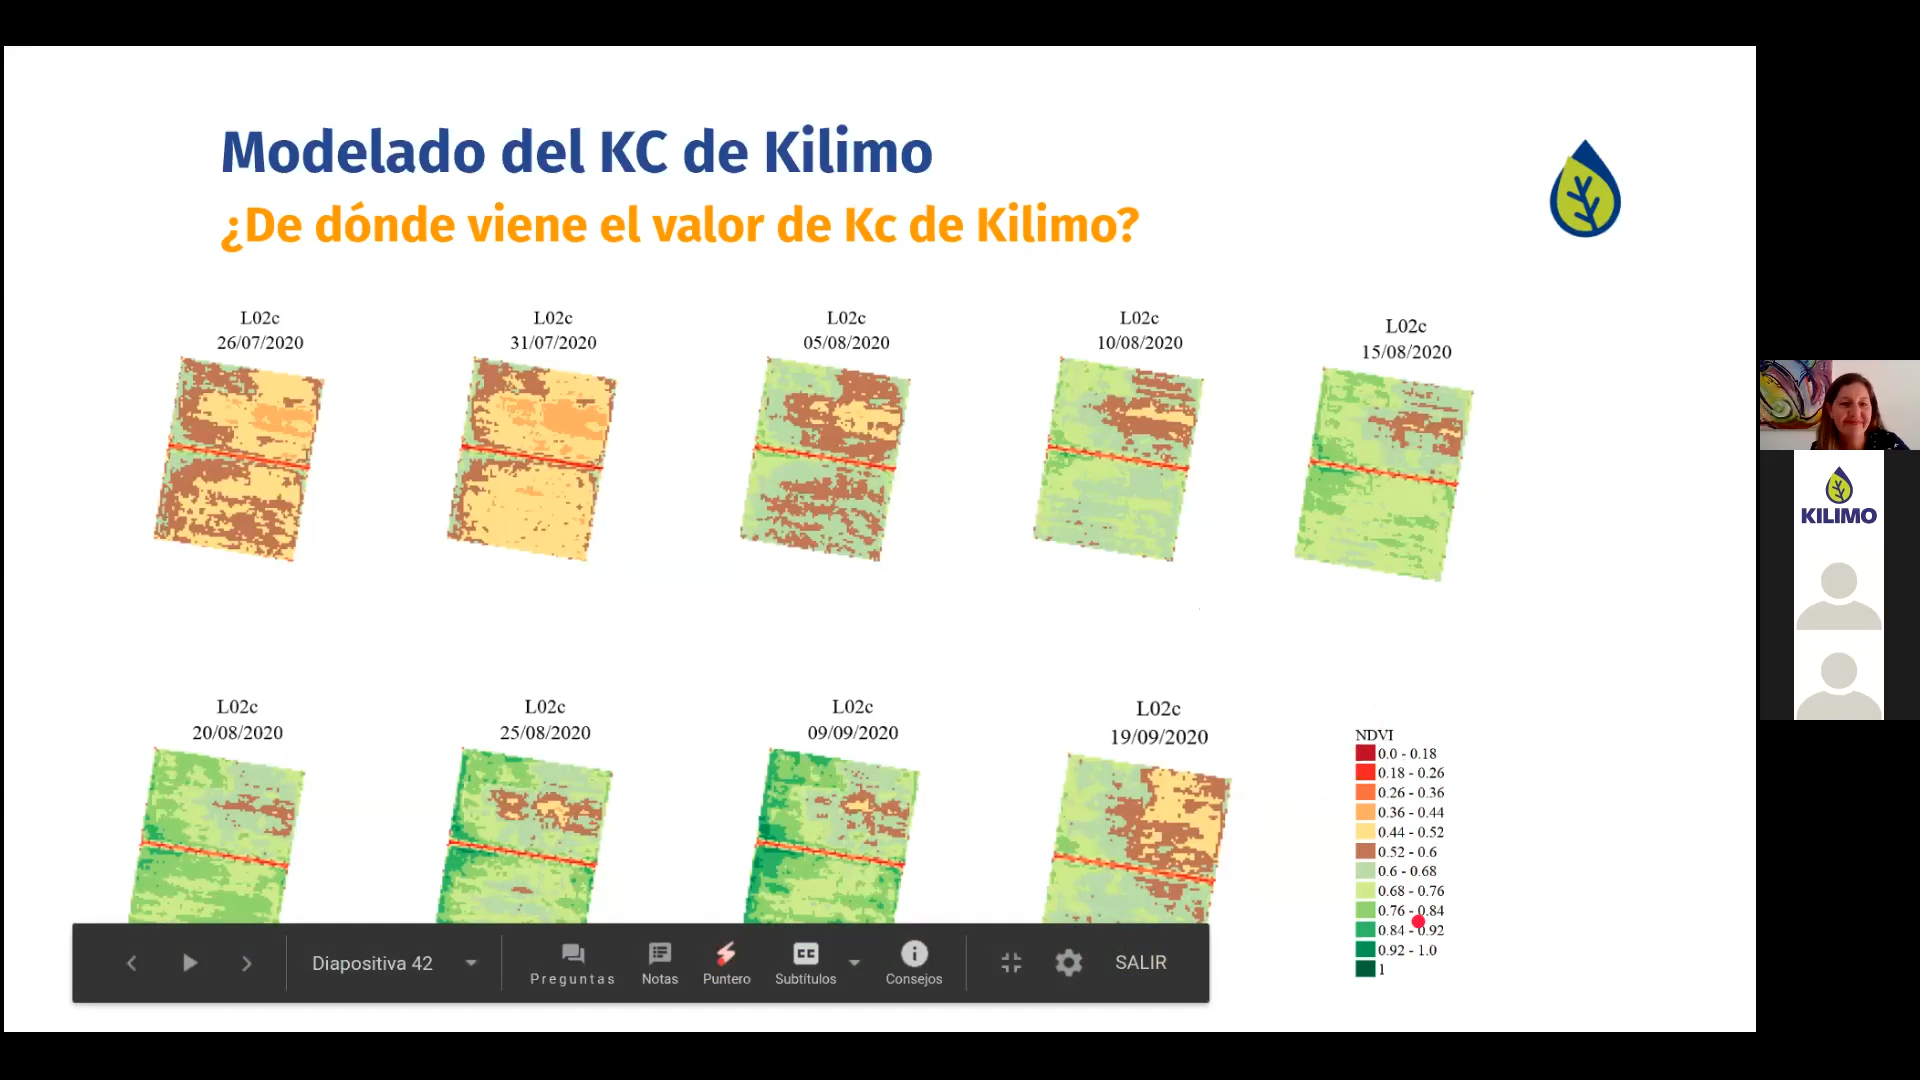 Modelado del KC de Kilimo
¿De dónde viene el valor de Kc de Kilimo?
L02c
26/07/2020
L02c
31/07/2020
L02c
05/08/2020
L02c
10/08/2020
L02c
15/08/2020
L02c
20/08/2020
L02c
25/08/2020
L02c
09/09/2020
L02c
19/09/2020
NDVI
0.0 - 0.18
0.18 - 0.26
0.26 - 0.36
0.36 - 0.44
0.44 - 0.52
0.52 - 0.6
0.6 - 0.68
0.68 - 0.76
0.76 - 0.84
0.84 - 0.92
0.92 - 1.0
1
Diapositiva 42
Preguntas
Notas
Puntero
CC
Subtítulos
Consejos
SALIR
KILIMO